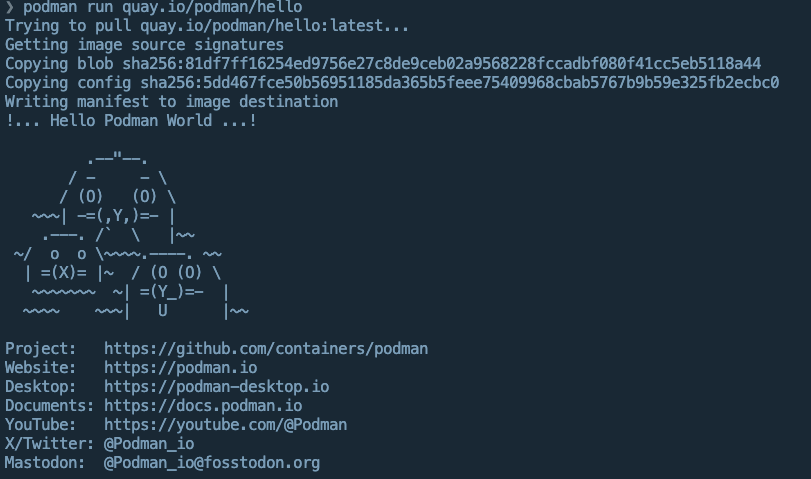 ❯ podman run quay.io/podman/hello
Trying to pull quay.io/podman/hello:latest...
Getting image source signatures
Copying blob sha256:81df7ff16254ed9756e27c8de9ceb02a9568228fccadbf080f41cc5eb5118a44
Copying config sha256:5dd467fce50b56951185da365b5feee75409968cbab5767b9b59e325fb2ecbc0
Writing manifest to image destination
!... Hello Podman World ...!

         .--"--.
       / -     - \
      / (O)   (O) \
   ~~~| -=(,Y,)=- |
    .---. /`  \   |~~
 ~/  o  o \~~~~.----. ~~
  | =(X)= |~  / (O (O) \
   ~~~~~~~  ~| =(Y_)=-  |
  ~~~~    ~~~|   U      |~~

Project:   https://github.com/containers/podman
Website:   https://podman.io
Desktop:   https://podman-desktop.io
Documents: https://docs.podman.io
YouTube:   https://youtube.com/@Podman
X/Twitter: @Podman_io
Mastodon:  @Podman_io@fosstodon.org